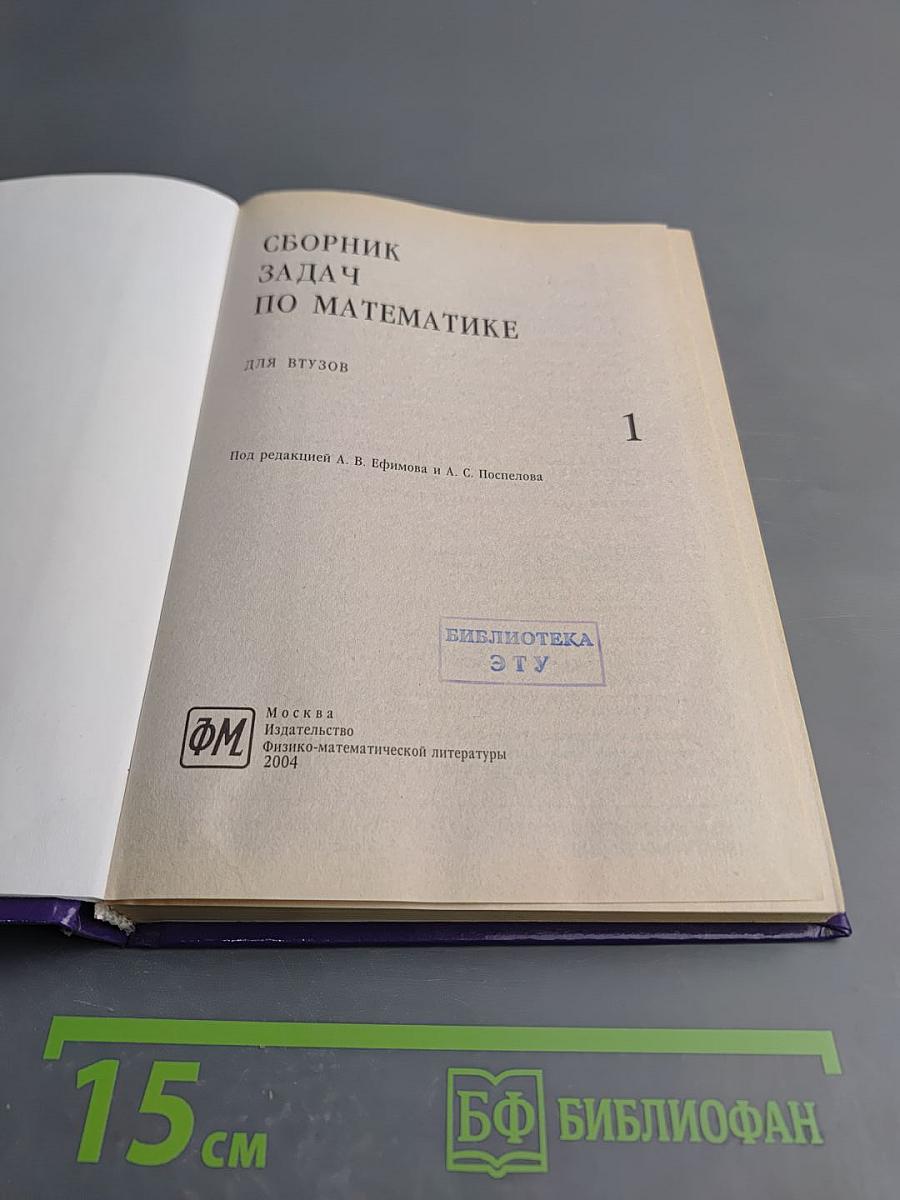 СБОРНИК
ЗАДАЧ
ПО МАТЕМАТИКЕ
ДЛЯ ВТУЗОВ
1
Под редакцией А. В. Ефимова и А. С. Поспелова
БИБЛИОТЕКА
ЭТУ
ФМ
Москва
Издательство
Физико-математической литературы
2004
15 см
БФ БИБЛИОФАН